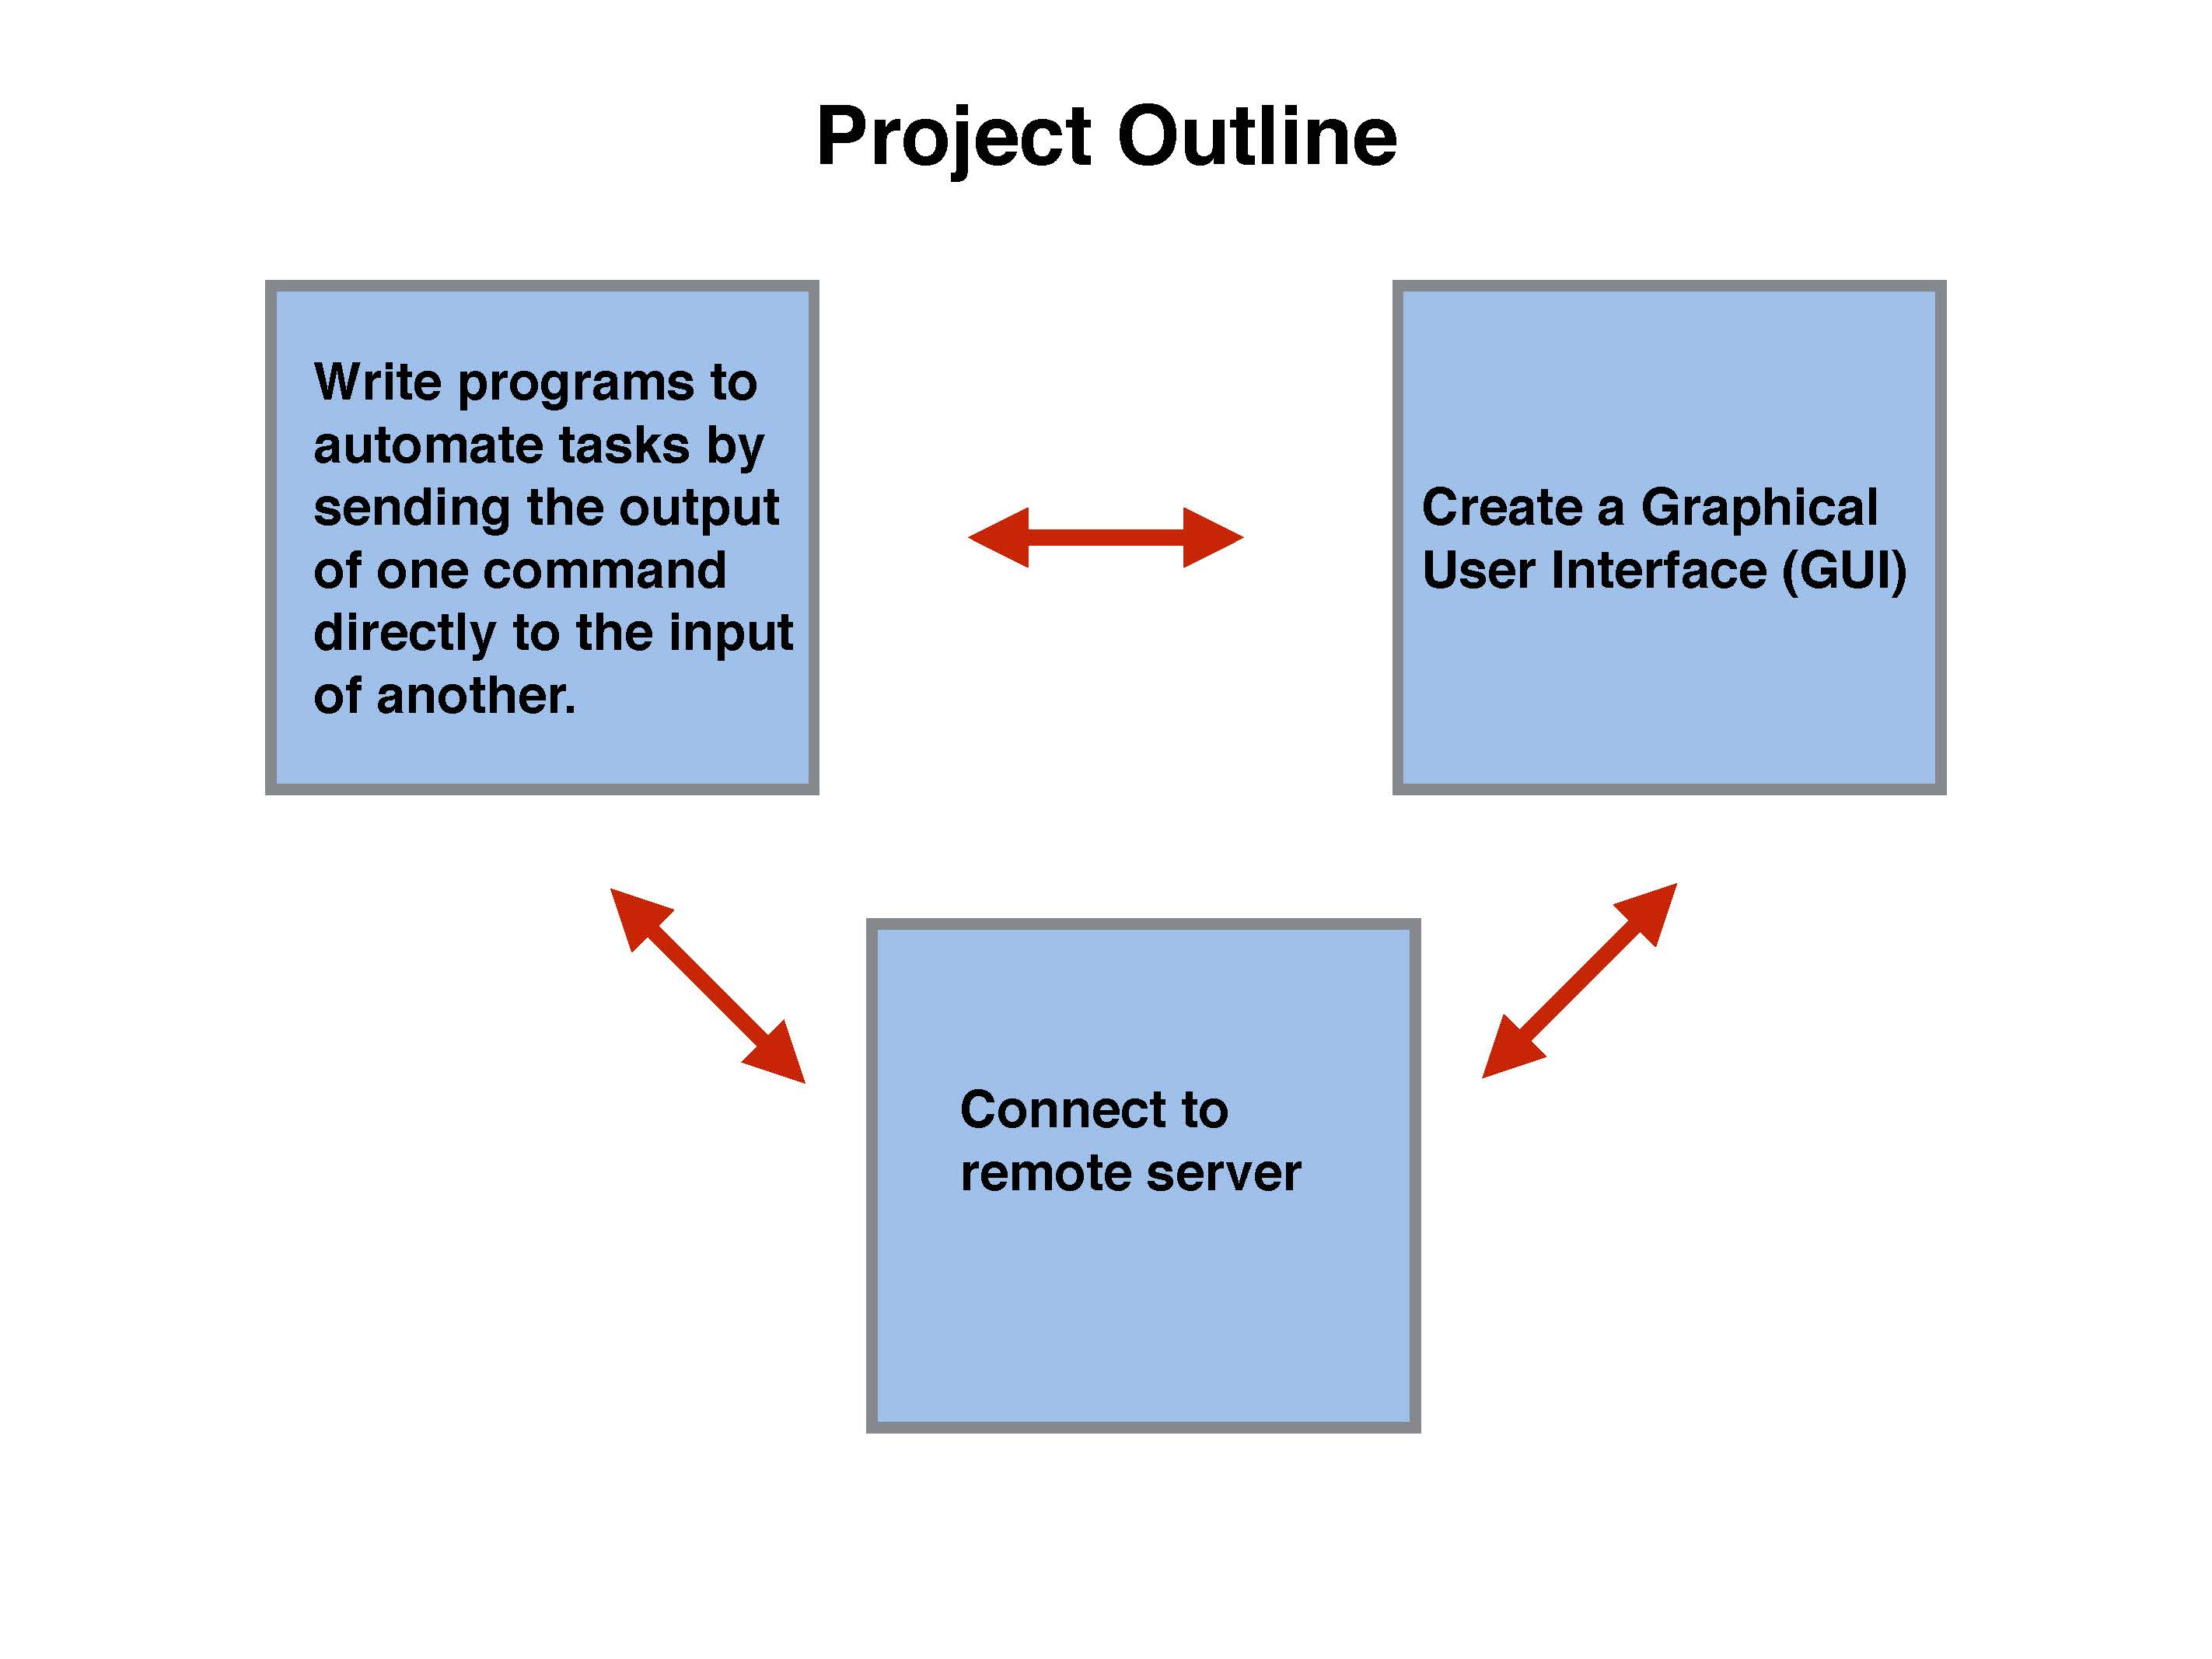 Project Outline
Write programs to
automate tasks by
sending the output
of one command
directly to the input
of another.
Create a Graphical
User Interface (GUI)
Connect to
remote server